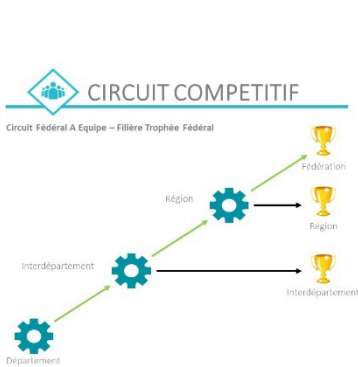 CIRCUIT COMPETITIF
Circuit Fédéral A Equipe – Filière Trophée Fédéral
Fédération
Région
Région
Interdépartement
Interdépartement
Département